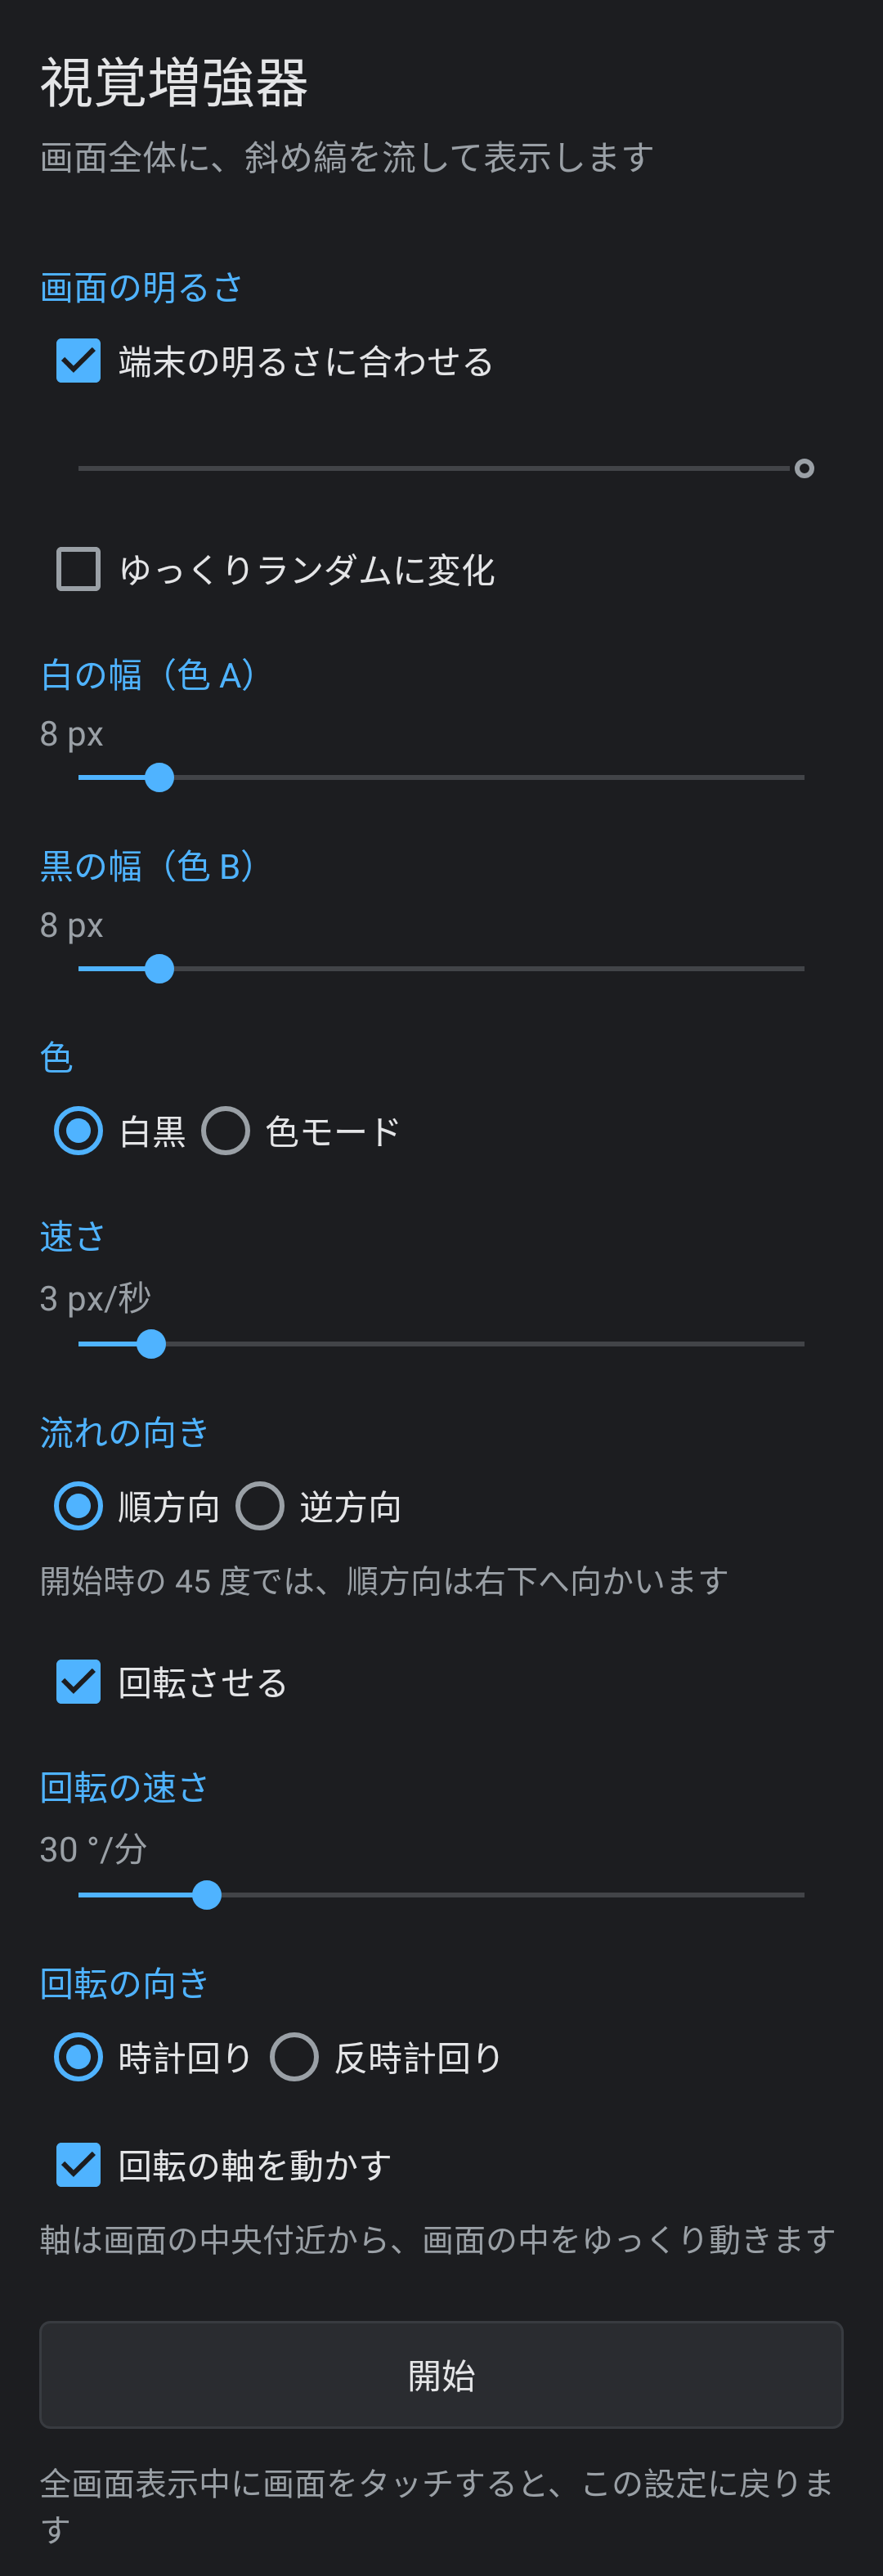 視覚増強器
画面全体に、斜め縞を流して表示します
画面の明るさ
端末の明るさに合わせる
ゆっくりランダムに変化
白の幅（色 A）
8 px
黒の幅（色 B）
8 px
色
白黒 色モード
速さ
3 px/秒
流れの向き
順方向 逆方向
開始時の 45 度では、順方向は右下へ向かいます
回転させる
回転の速さ
30 °/分
回転の向き
時計回り 反時計回り
回転の軸を動かす
軸は画面の中央付近から、画面の中をゆっくり動きます
開始
全画面表示中に画面をタッチすると、この設定に戻りま
す